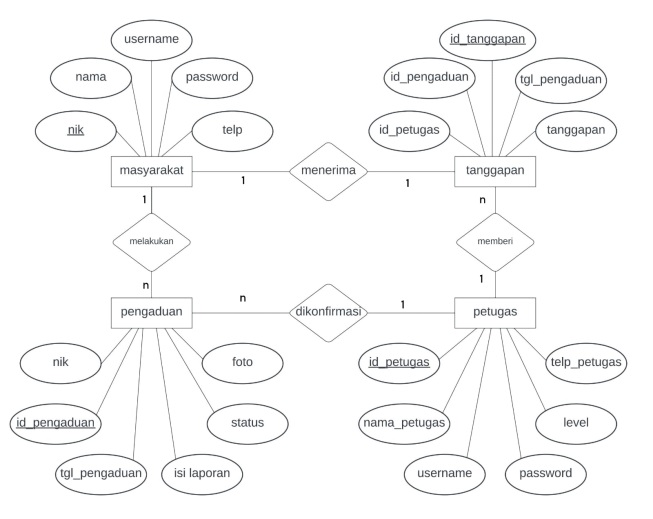 username
nama
password
nik
telp
id_tanggapan
id_pengaduan
tgl_pengaduan
id_petugas
tanggapan
masyarakat
1
menerima
1
tanggapan
1
n
melakukan
memberi
n
1
pengaduan
n
dikonfirmasi
1
petugas
nik
foto
id_pengaduan
status
tgl_pengaduan
isi laporan
id_petugas
telp_petugas
nama_petugas
level
username
password